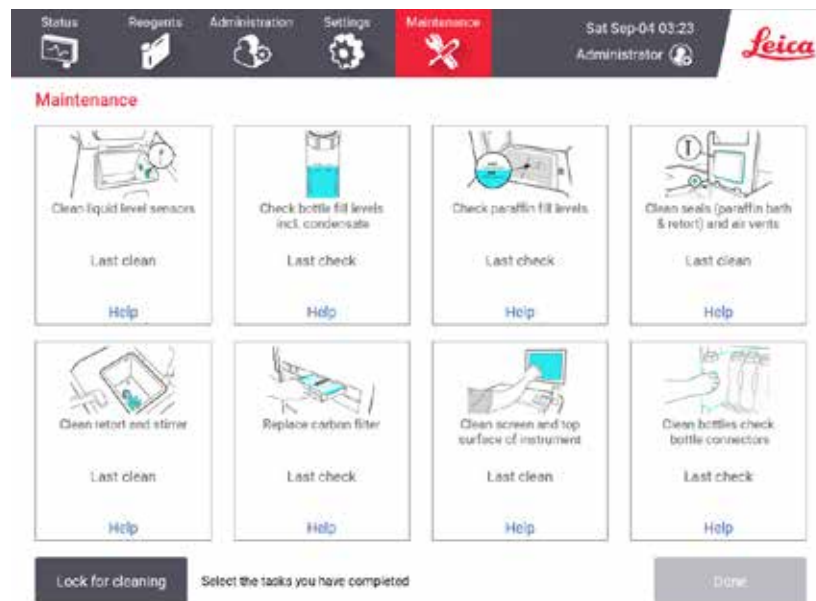 Status Reagents Administration Settings Maintenance
Sat Sep-04 03:23
Administrator
Leica
Maintenance
Clean liquid level sensors
Last clean
Help
Check bottle fill levels
incl. condensate
Last check
Help
Check paraffin fill levels
Last check
Help
Clean seals (paraffin bath
& retort) and air vents
Last clean
Help
Clean retort and stirrer
Last clean
Help
Replace carbon filter
Last check
Help
Clean screen and top
surface of instrument
Last clean
Help
Clean bottles check
bottle connectors
Last check
Help
Lock for cleaning
Select the tasks you have completed
Done